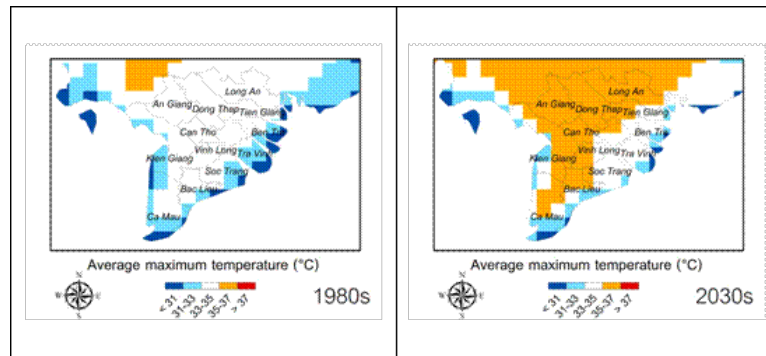 Long An
An Giang Dong Thap Tien Giang
Can Tho Ben Tre
Vinh Long Tra Vinh
Kien Giang
Soc Trang
Bac Lieu
Ca Mau
Average maximum temperature (°C)
N
W E
S
< 31 31-33 33-35 35-37 > 37
1980s
Long An
An Giang Dong Thap Tien Giang
Can Tho Ben Tre
Vinh Long Tra Vinh
Kien Giang
Soc Trang
Bac Lieu
Ca Mau
Average maximum temperature (°C)
N
W E
S
< 31 31-33 33-35 35-37 > 37
2030s